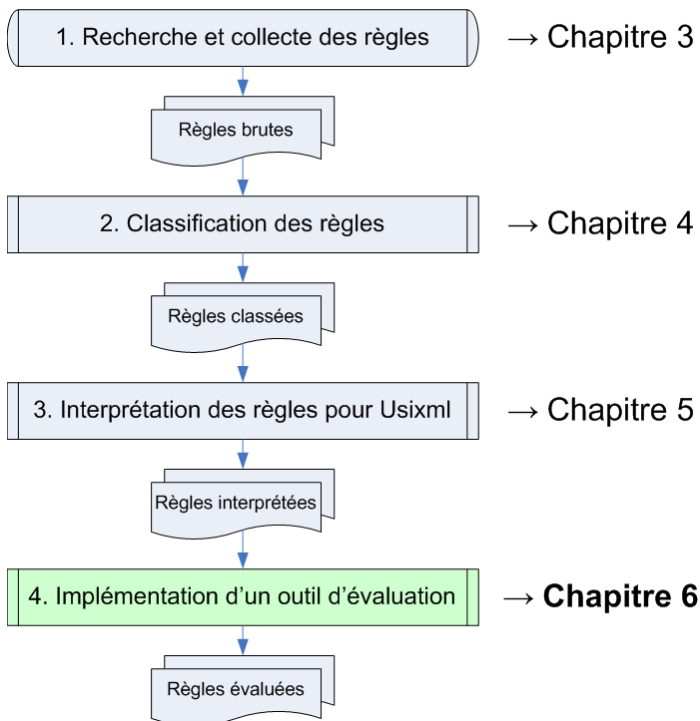 1. Recherche et collecte des règles → Chapitre 3
Règles brutes
2. Classification des règles → Chapitre 4
Règles classées
3. Interprétation des règles pour Usixml → Chapitre 5
Règles interprétées
4. Implémentation d'un outil d'évaluation → Chapitre 6
Règles évaluées